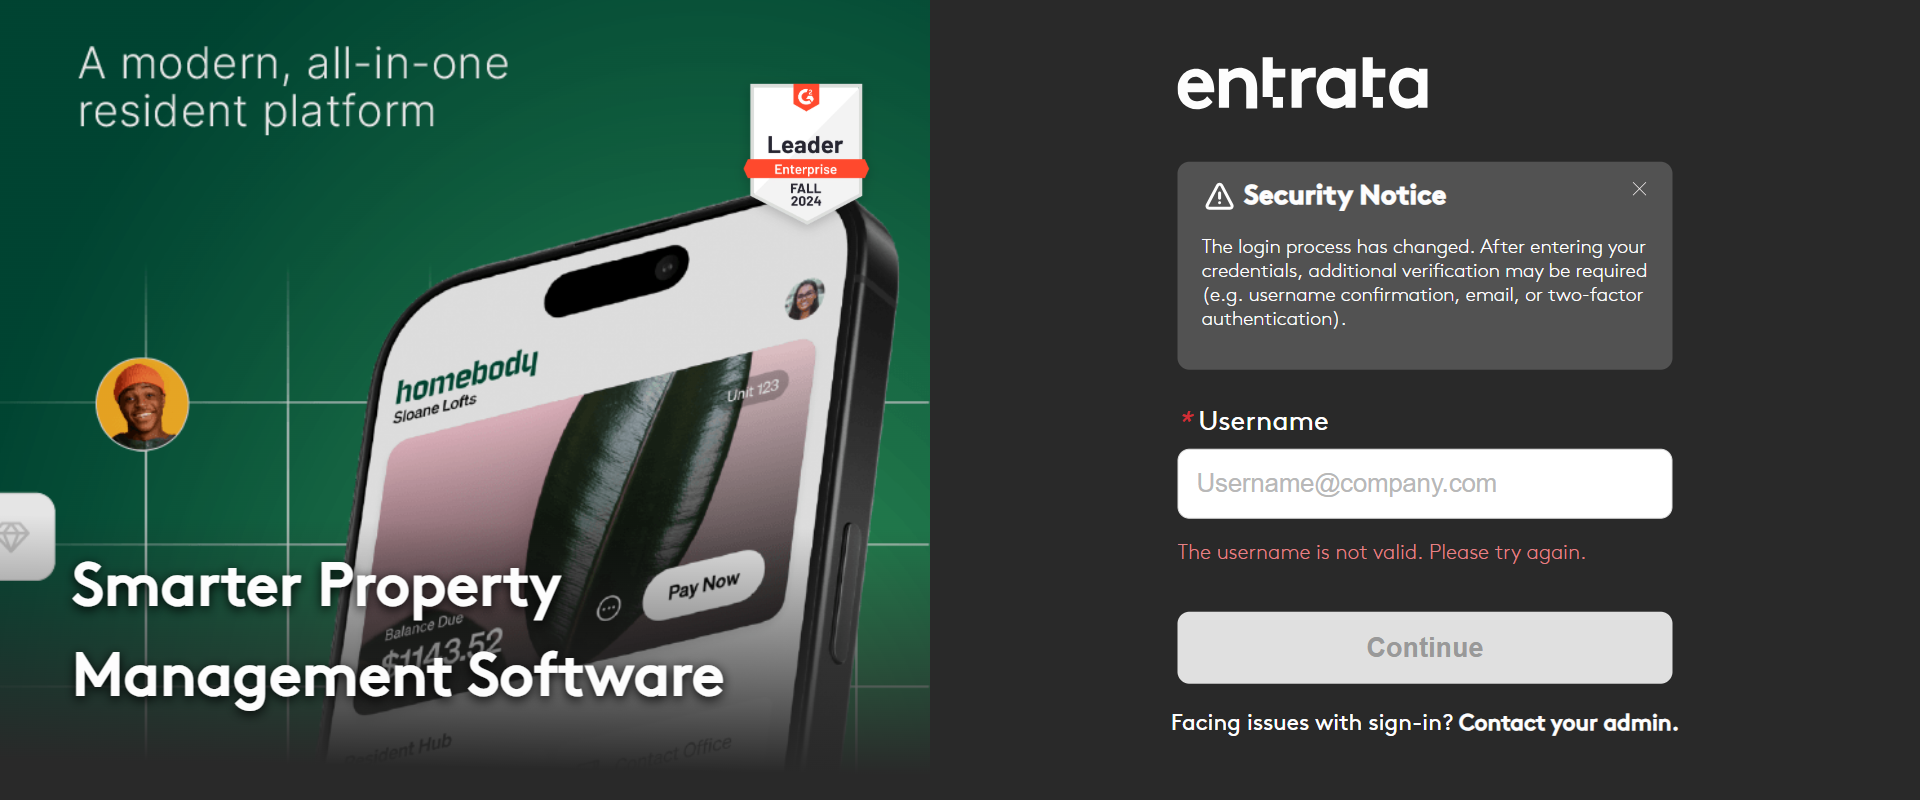 A modern, all-in-one
resident platform
Leader
Enterprise
FALL
2024
homebody
Sloane Lofts
Unit 123
Pay Now
Balance Due
$1143.52
Smarter Property
Management Software
Resident Hub
Contact Office
entrata
Security Notice
The login process has changed. After entering your
credentials, additional verification may be required
(e.g. username confirmation, email, or two-factor
authentication).
* Username
Username@company.com
The username is not valid. Please try again.
Continue
Facing issues with sign-in? Contact your admin.